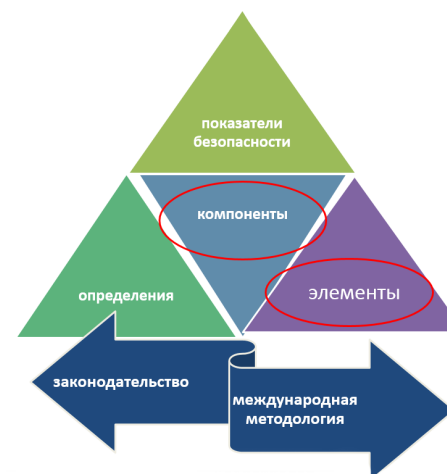 показатели
безопасности
компоненты
определения
элементы
законодательство
международная
методология